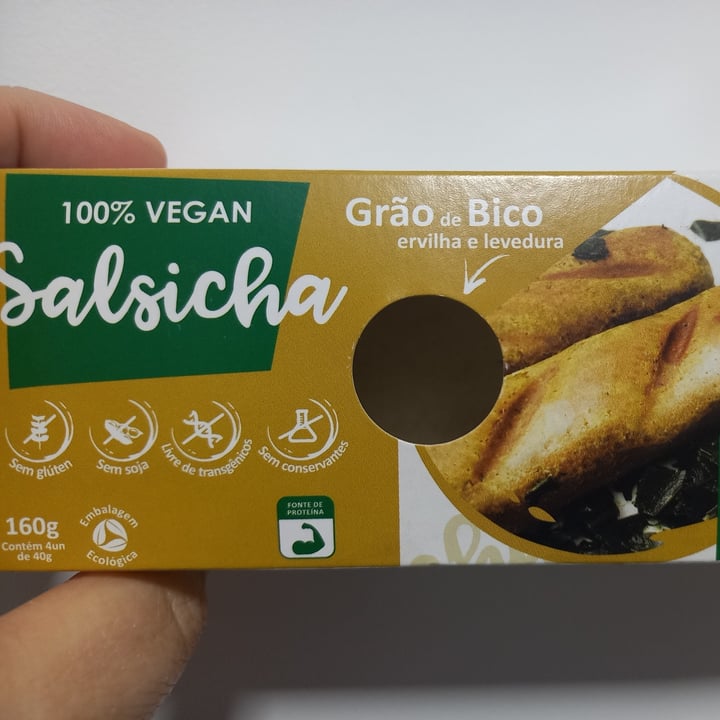 100% VEGAN
Salsicha
Grão de Bico
ervilha e levedura
Sem glúten
Sem soja
Livre de transgênicos
Sem conservantes
160g
Contém 4un
de 40g
Embalagem
Ecológica
FONTE DE
PROTEÍNA